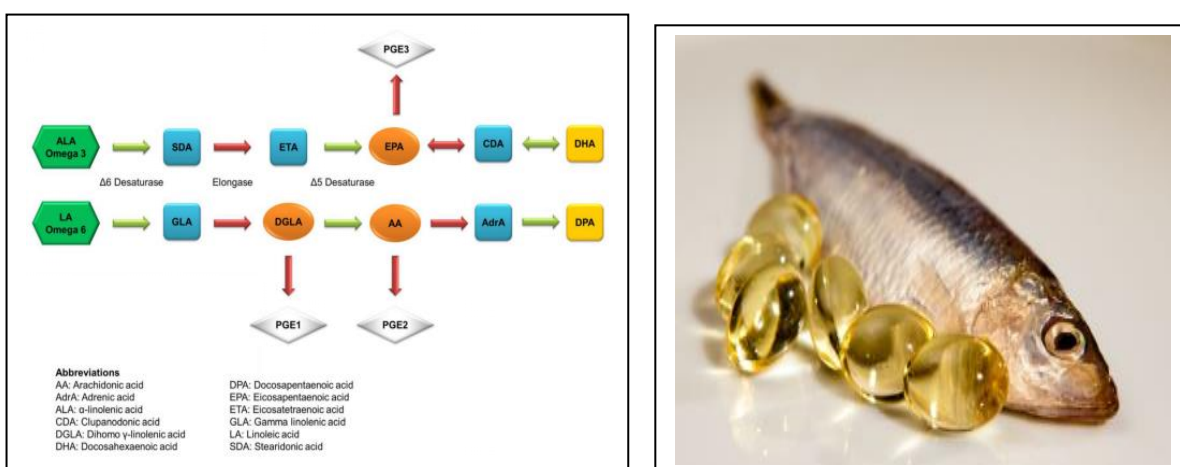 PGE3
ALA
Omega 3
SDA
ETA
EPA
CDA
DHA
Δ6 Desaturase
Elongase
Δ5 Desaturase
LA
Omega 6
GLA
DGLA
AA
AdrA
DPA
PGE1
PGE2
Abbreviations
AA: Arachidonic acid
AdrA: Adrenic acid
ALA: α-linolenic acid
CDA: Clupanodonic acid
DGLA: Dihomo γ-linolenic acid
DHA: Docosahexaenoic acid
DPA: Docosapentaenoic acid
EPA: Eicosapentaenoic acid
ETA: Eicosatetraenoic acid
GLA: Gamma linolenic acid
LA: Linoleic acid
SDA: Stearidonic acid